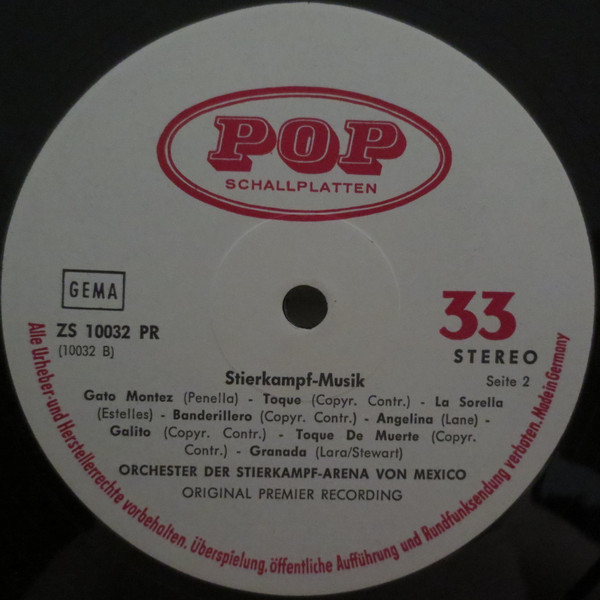 POP
SCHALLPLATTEN
GEMA
33
ZS 10032 PR
(10032 B)
STEREO
Stierkampf-Musik
Seite 2
Gato Montez (Penella) - Toque (Copyr. Contr.) - La Sorella
(Estelles) - Banderillero (Copyr. Contr.) - Angelina (Lane) -
Galito (Copyr. Contr.) - Toque De Muerte (Copyr.
Contr.) - Granada (Lara/Stewart)
ORCHESTER DER STIERKAMPF-ARENA VON MEXICO
ORIGINAL PREMIER RECORDING
Alle Urheber- und Herstellerrechte vorbehalten. Überspielung, öffentliche Aufführung und Rundfunksendung verboten. Made in Germany